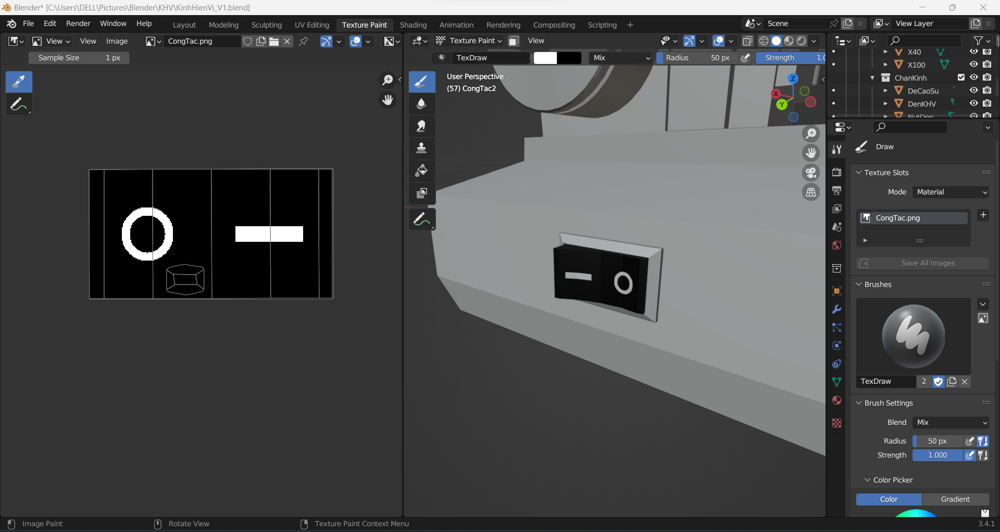 Blender* [C:\Users\DELL\Pictures\Blender\KHV\KinhHienVi_V1.blend]
File Edit Render Window Help Layout Modeling Sculpting UV Editing Texture Paint Shading Animation Rendering Compositing Scripting + Scene View Layer
View View Image CongTac.png Texture Paint View
Sample Size 1 px TexDraw Mix Radius 50 px Strength 1.0
User Perspective
(57) CongTac2
Z
X
Y
X40
X100
ChanKinh
DeCaoSu
DenKHV
NutDen
Draw
Texture Slots
Mode Material
CongTac.png
Save All Images
Brushes
TexDraw 2
Brush Settings
Blend Mix
Radius 50 px
Strength 1.000
Color Picker
Color Gradient
Image Paint Rotate View Texture Paint Context Menu 3.4.1